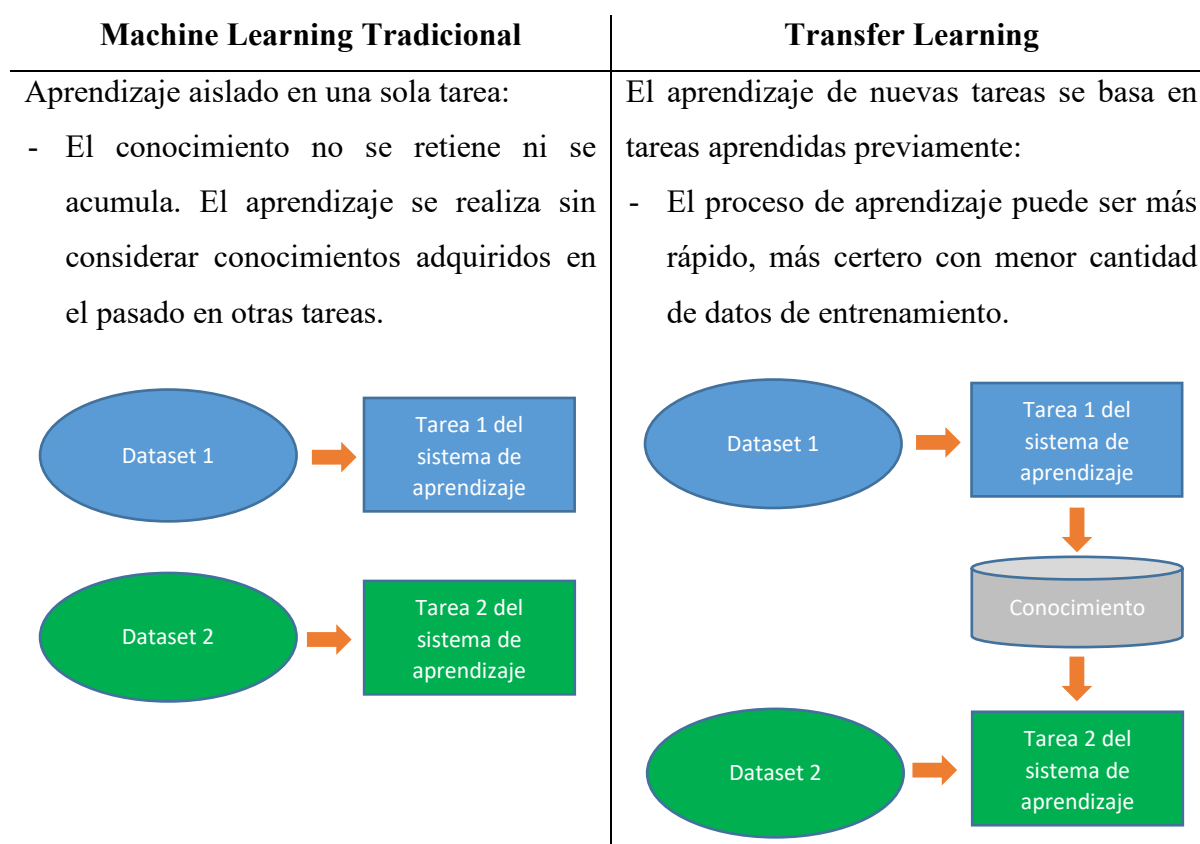 Machine Learning Tradicional
Aprendizaje aislado en una sola tarea:
- El conocimiento no se retiene ni se
acumula. El aprendizaje se realiza sin
considerar conocimientos adquiridos en
el pasado en otras tareas.
Dataset 1
Tarea 1 del
sistema de
aprendizaje
Dataset 2
Tarea 2 del
sistema de
aprendizaje
Transfer Learning
El aprendizaje de nuevas tareas se basa en
tareas aprendidas previamente:
- El proceso de aprendizaje puede ser más
rápido, más certero con menor cantidad
de datos de entrenamiento.
Dataset 1
Tarea 1 del
sistema de
aprendizaje
Conocimiento
Dataset 2
Tarea 2 del
sistema de
aprendizaje